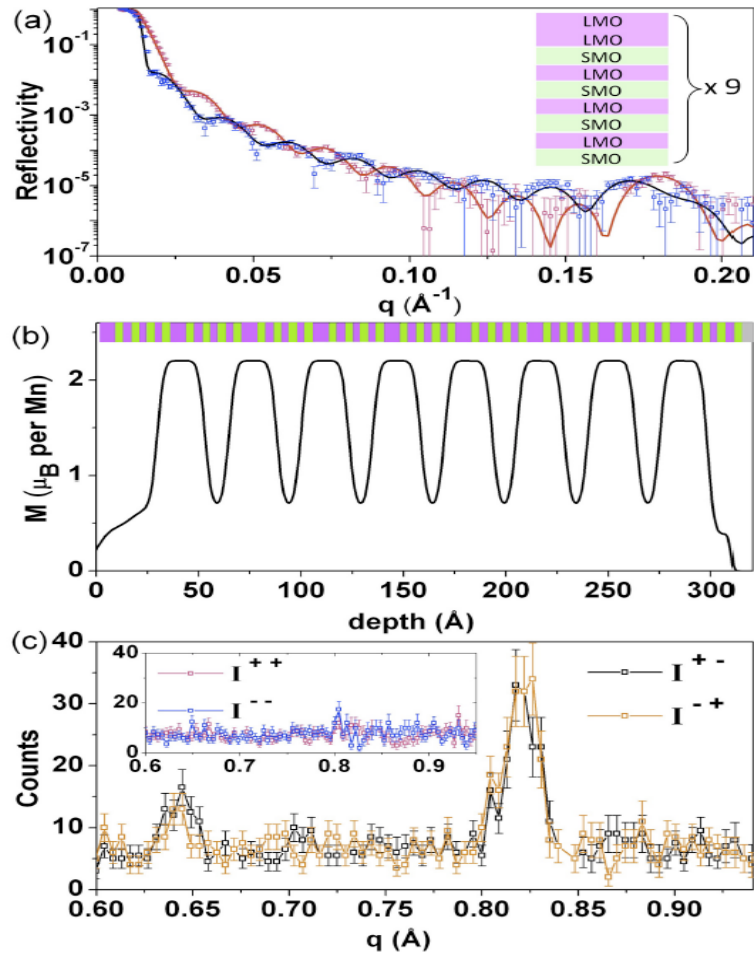 (a)
10⁻¹
10⁻³
10⁻⁵
10⁻⁷
Reflectivity
LMO
LMO
SMO
LMO
SMO
LMO
SMO
LMO
SMO
x 9
0.00 0.05 0.10 0.15 0.20
q (Å⁻¹)
(b)
2
1
0
M (μ_B per Mn)
0 50 100 150 200 250 300
depth (Å)
(c)
40
30
20
10
0
Counts
40
20
0
I⁺⁺
I⁻⁻
0.6 0.7 0.8 0.9
I⁺⁻
I⁻⁺
0.60 0.65 0.70 0.75 0.80 0.85 0.90
q (Å)